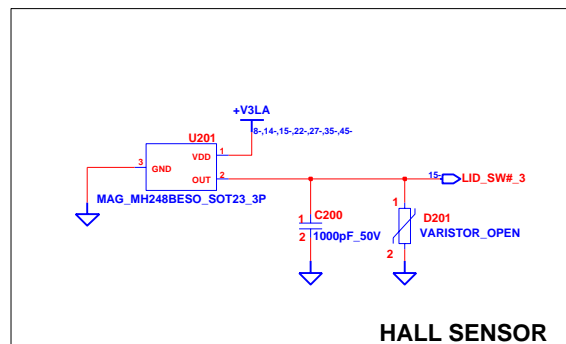 +V3LA
8-,14-,15-,22-,27-,35-,45-
U201
VDD 1
3 GND
OUT 2
MAG_MH248BESO_SOT23_3P
15- LID_SW#_3
1 C200
2 1000pF_50V
1 D201
VARISTOR_OPEN
2
HALL SENSOR